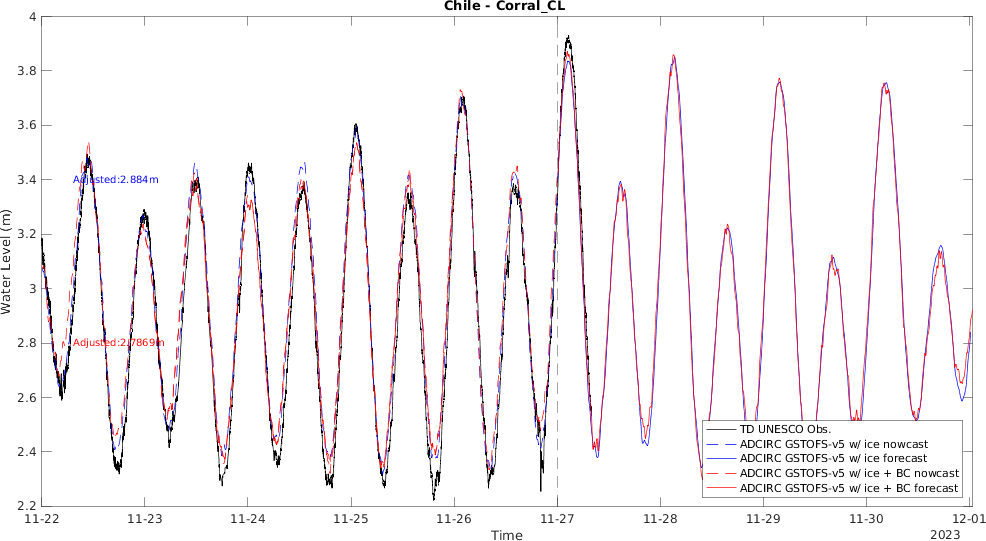 Chile - Corral_CL
4
3.8
3.6
3.4
3.2
3
2.8
2.6
2.4
2.2
Water Level (m)
Adjusted:2.884m
Adjusted:2.7869m
TD UNESCO Obs.
ADCIRC GSTOFS-v5 w/ ice nowcast
ADCIRC GSTOFS-v5 w/ ice forecast
ADCIRC GSTOFS-v5 w/ ice + BC nowcast
ADCIRC GSTOFS-v5 w/ ice + BC forecast
11-22 11-23 11-24 11-25 11-26 11-27 11-28 11-29 11-30 12-01
Time
2023